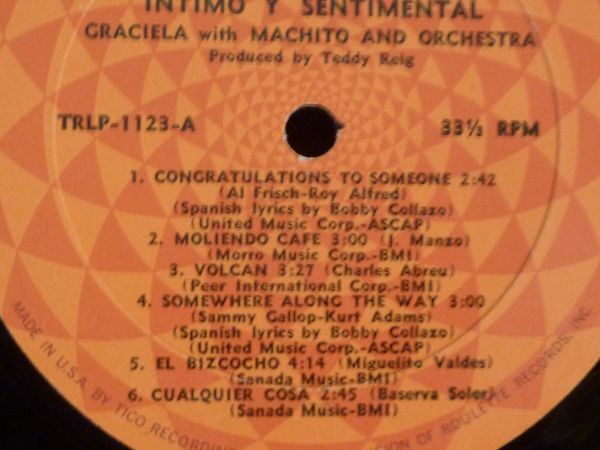 INTIMO Y SENTIMENTAL
GRACIELA with MACHITO AND ORCHESTRA
Produced by Teddy Reig
TRLP-1123-A
33⅓ RPM
1. CONGRATULATIONS TO SOMEONE 2:42
(Al Frisch-Roy Alfred)
(Spanish lyrics by Bobby Collazo)
(United Music Corp.-ASCAP)
2. MOLIENDO CAFE 3:00 (J. Manzo)
(Morro Music Corp.-BMI)
3. VOLCAN 3:27 (Charles Abreu)
(Peer International Corp.-BMI)
4. SOMEWHERE ALONG THE WAY 3:00
(Sammy Gallop-Kurt Adams)
(Spanish lyrics by Bobby Collazo)
(United Music Corp.-ASCAP)
5. EL BIZCOCHO 4:14 (Miguelito Valdes)
(Sanada Music-BMI)
6. CUALQUIER COSA 2:45 (Baserva Soler)
(Sanada Music-BMI)
MADE IN U.S.A. BY TICO RECORDIN OF ROULETTE RECORDS, INC.